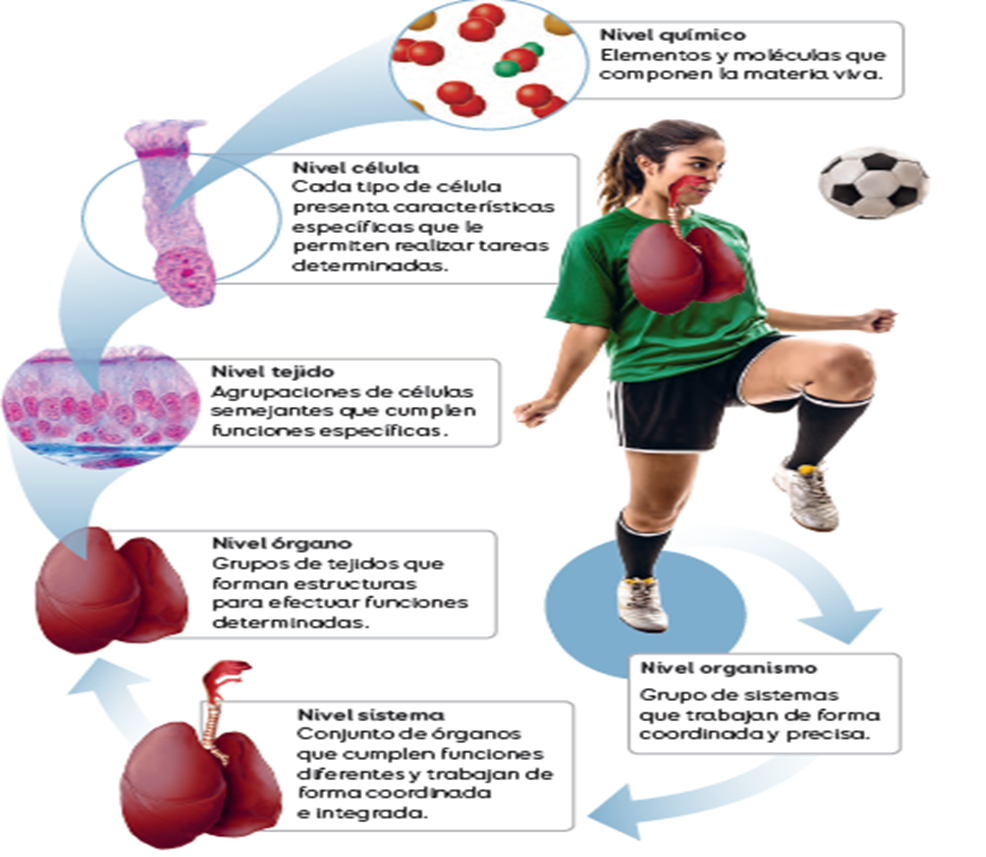 Nivel químico
Elementos y moléculas que
componen la materia viva.
Nivel célula
Cada tipo de célula
presenta características
específicas que le
permiten realizar tareas
determinadas.
Nivel tejido
Agrupaciones de células
semejantes que cumplen
funciones específicas.
Nivel órgano
Grupos de tejidos que
forman estructuras
para efectuar funciones
determinadas.
Nivel sistema
Conjunto de órganos
que cumplen funciones
diferentes y trabajan de
forma coordinada
e integrada.
Nivel organismo
Grupo de sistemas
que trabajan de forma
coordinada y precisa.